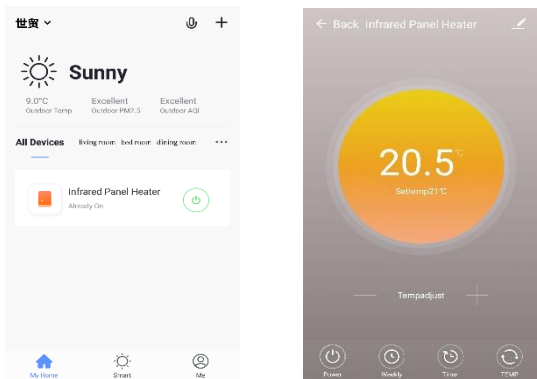 世贸
Sunny
9.0°C Excellent Excellent
Outdoor Temp Outdoor PM2.5 Outdoor AQI
All Devices living room bed room dining room ...
Infrared Panel Heater
Already On
My Home Smart Me
← Back Infrared Panel Heater
20.5°C
Settemp21℃
— Tempadjust +
Power Weekly Time TEMP